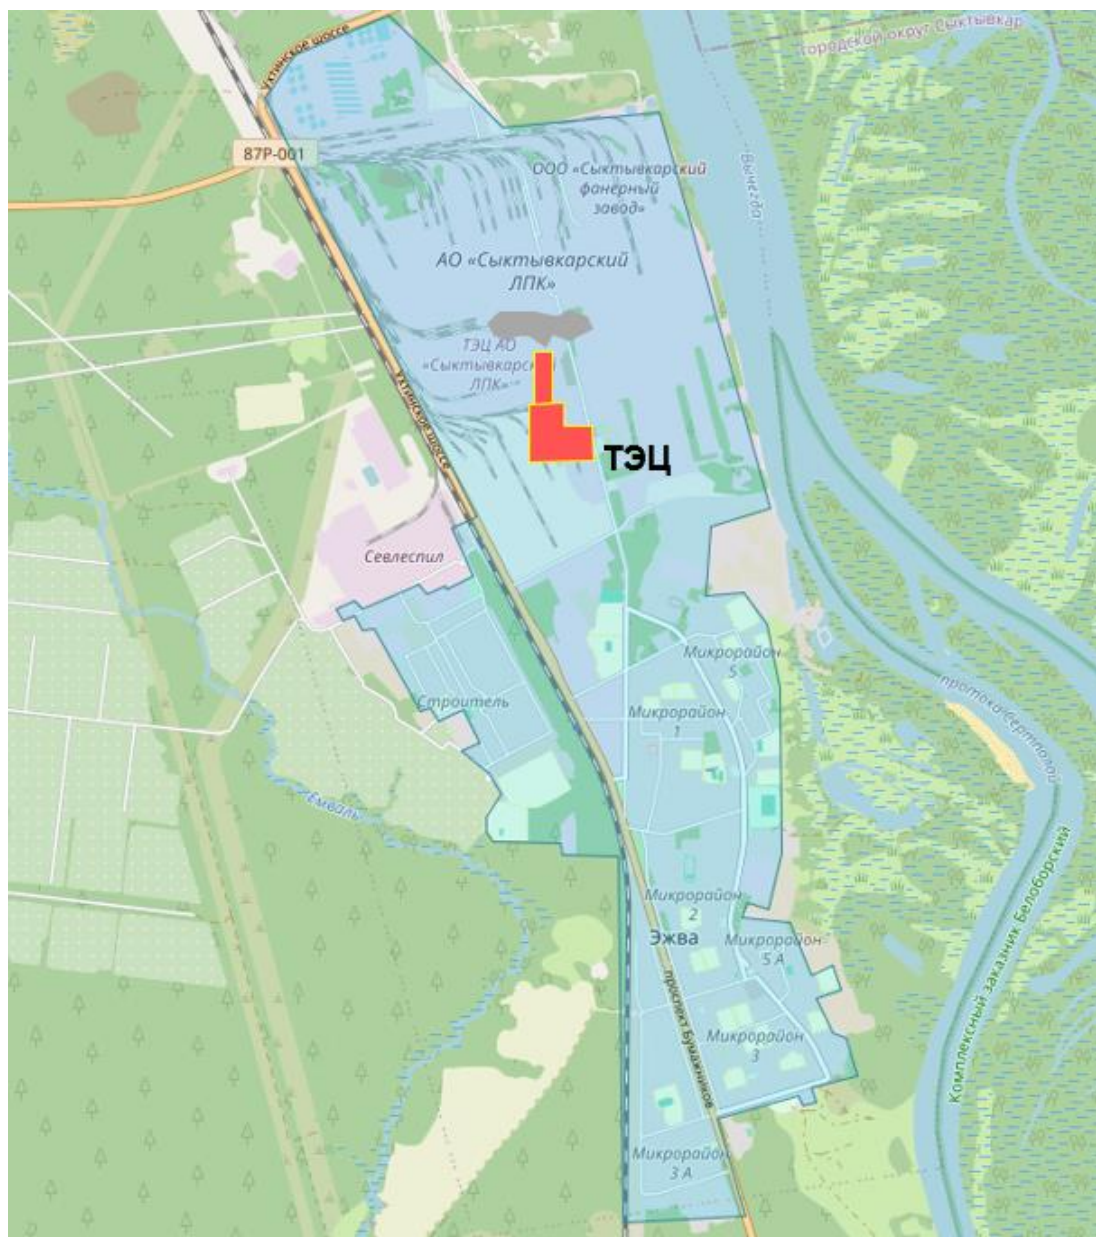 Ухтинское шоссе
городской округ Сыктывкар
87Р-001
ООО «Сыктывкарский
фанерный
завод»
Вычегда
АО «Сыктывкарский
ЛПК»
ТЭЦ АО
«Сыктывкарский
ЛПК»
Ухтинское шоссе
ТЭЦ
Севлеспил
Микрорайон
5
протока Бертполой
Строитель
Микрорайон
1
Емваль
Микрорайон
2
Эжва
Микрорайон
5 А
Комплексный заказник Белоборский
проспект Бумажников
Микрорайон
3
Микрорайон
3 А